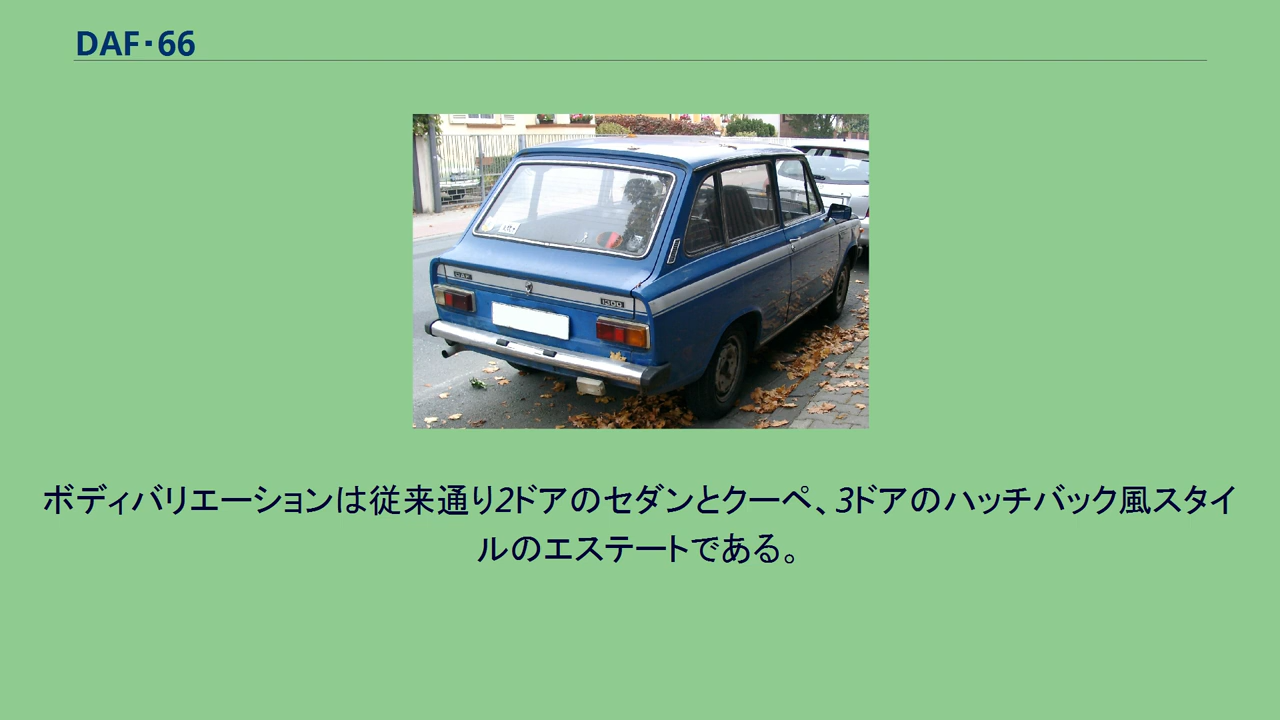 DAF・66
DAF
1300
ボディバリエーションは従来通り2ドアのセダンとクーペ、3ドアのハッチバック風スタイ
ルのエステートである。